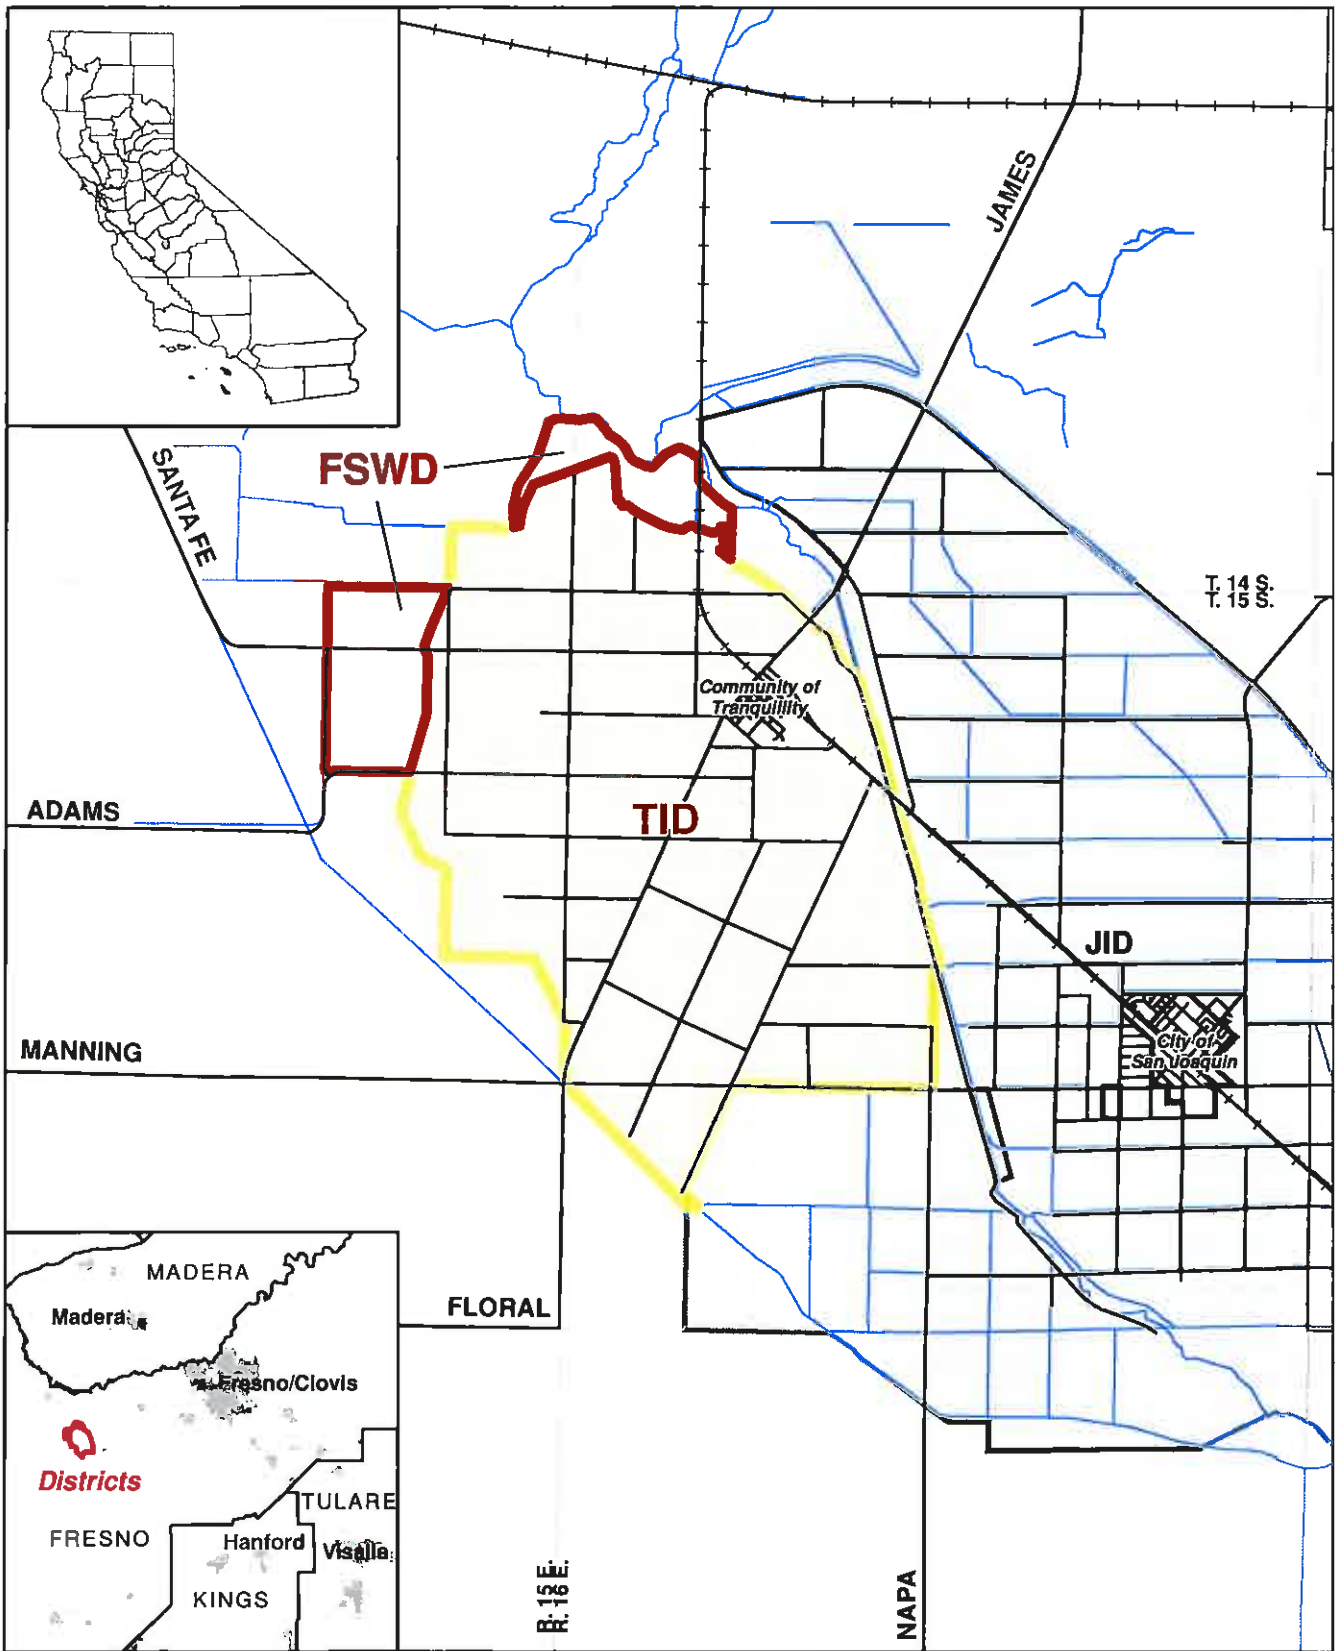 JAMES
SANTA FE
FSWD
T. 14 S.
T. 15 S.
Community of
Tranquillity
ADAMS
TID
JID
City of
San Joaquin
MANNING
FLORAL
MADERA
Madera
Fresno/Clovis
Districts
TULARE
FRESNO
Hanford
Visalia
KINGS
R. 15 E.
R. 16 E.
NAPA